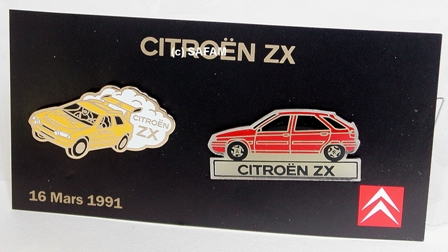 CITROËN ZX
(c) SAFAM
CITROËN
ZX
CITROËN ZX
16 Mars 1991